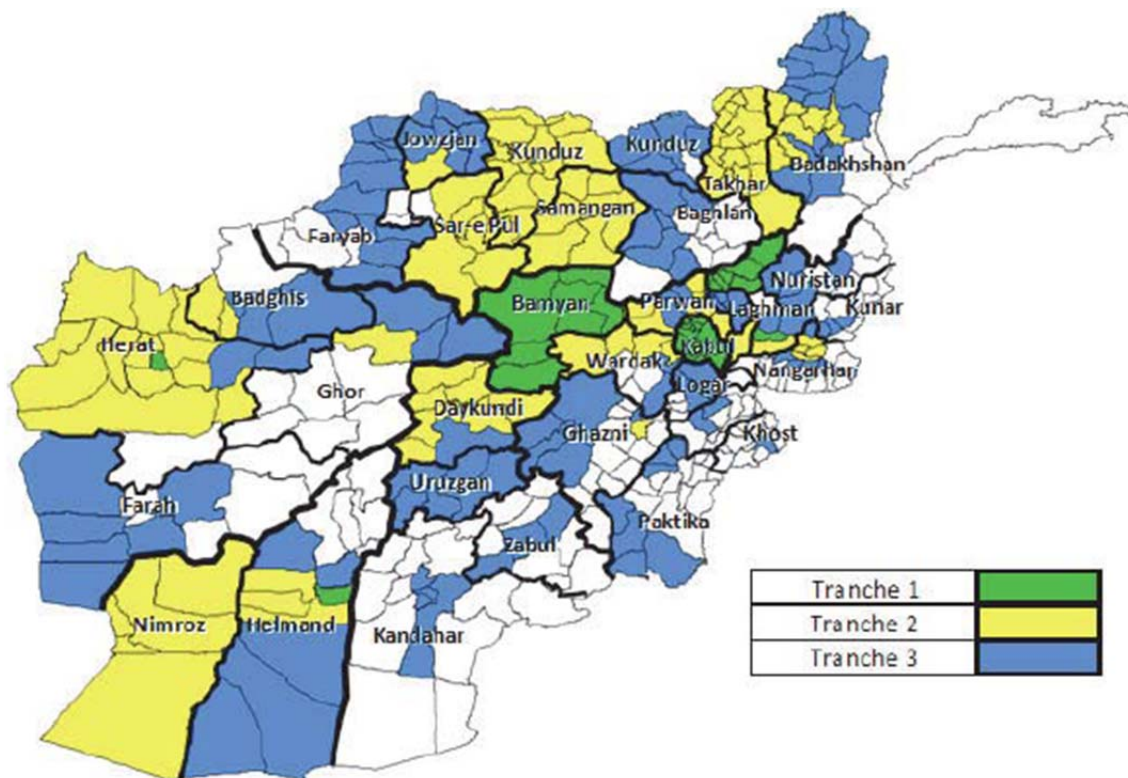 Jowzjan
Kunduz
Kunduz
Takhar
Badakhshan
Sar-e Pul
Samangan
Baghlan
Faryab
Badghis
Bamyan
Parwan
Nuristan
Laghman
Kunar
Herat
Kabul
Wardak
Nangarhar
Ghor
Logar
Daykundi
Ghazni
Khost
Uruzgan
Farah
Paktika
Zabul
Nimroz
Helmand
Kandahar
Tranche 1
Tranche 2
Tranche 3